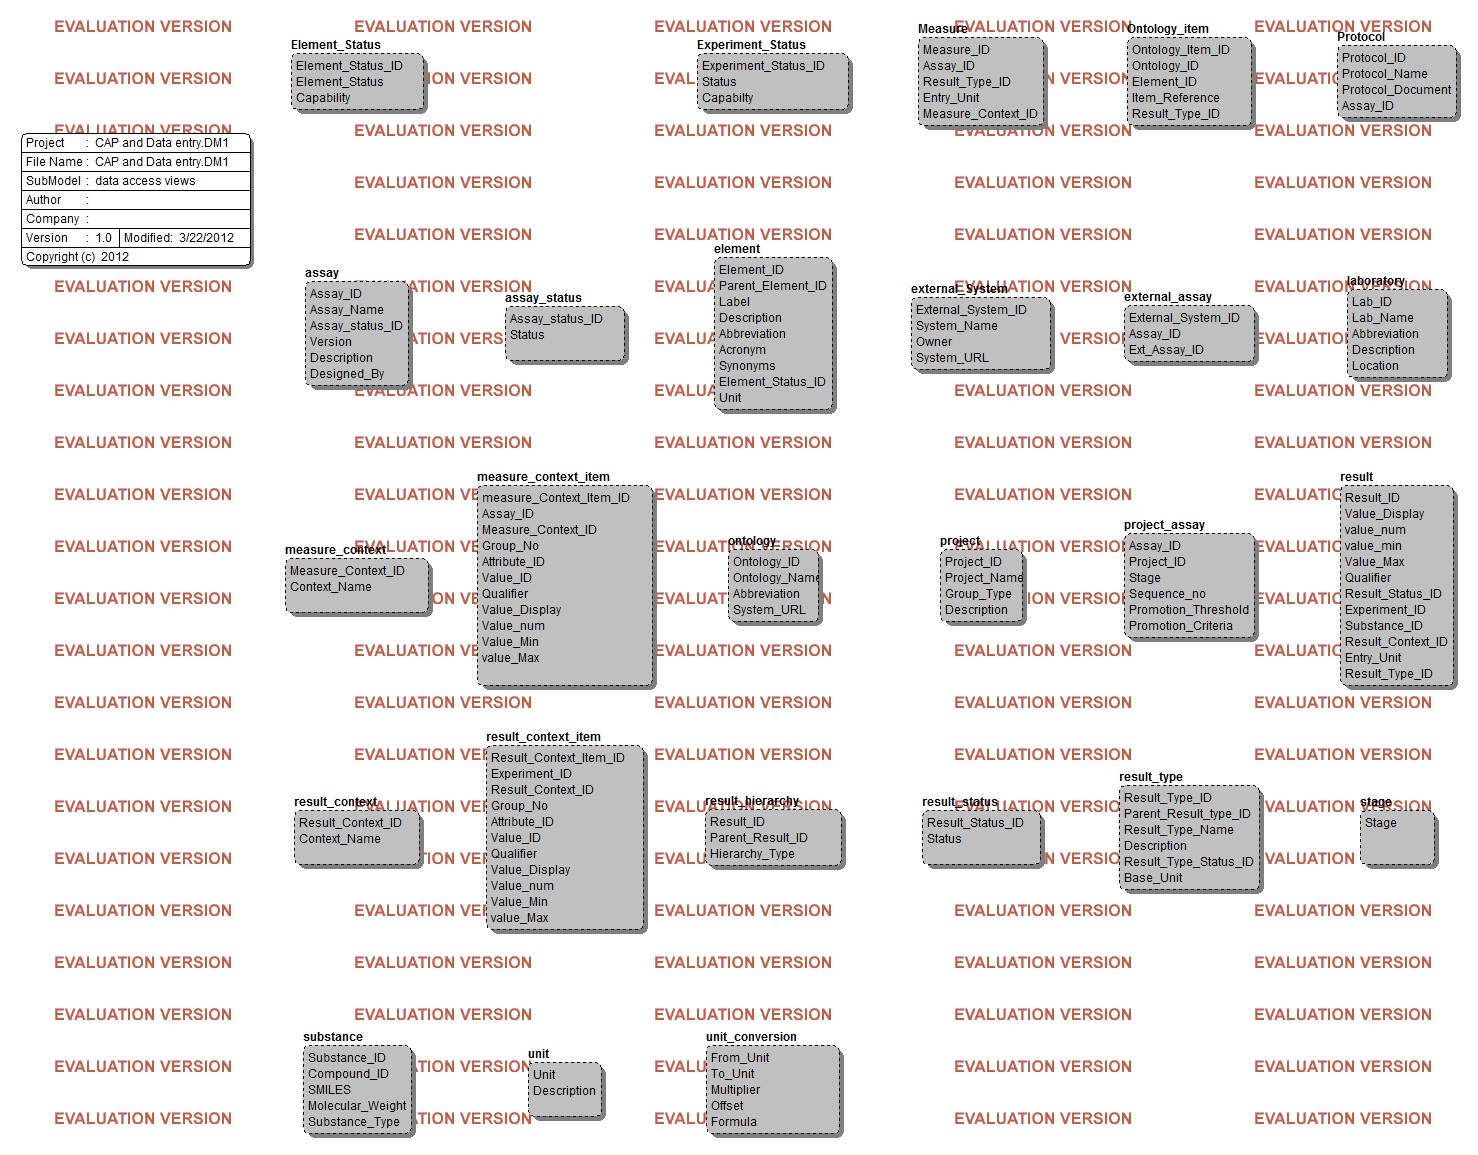 EVALUATION VERSION
Element_Status
Element_Status_ID
Element_Status
Capability
Experiment_Status
Experiment_Status_ID
Status
Capabilty
Measure
Measure_ID
Assay_ID
Result_Type_ID
Entry_Unit
Measure_Context_ID
Ontology_item
Ontology_Item_ID
Ontology_ID
Element_ID
Item_Reference
Result_Type_ID
Protocol
Protocol_ID
Protocol_Name
Protocol_Document
Assay_ID
Project : CAP and Data entry.DM1
File Name : CAP and Data entry.DM1
SubModel : data access views
Author :
Company :
Version : 1.0 Modified: 3/22/2012
Copyright (c) 2012
assay
Assay_ID
Assay_Name
Assay_status_ID
Version
Description
Designed_By
assay_status
Assay_status_ID
Status
element
Element_ID
Parent_Element_ID
Label
Description
Abbreviation
Acronym
Synonyms
Element_Status_ID
Unit
external_System
External_System_ID
System_Name
Owner
System_URL
external_assay
External_System_ID
Assay_ID
Ext_Assay_ID
laboratory
Lab_ID
Lab_Name
Abbreviation
Description
Location
measure_context
Measure_Context_ID
Context_Name
measure_context_item
measure_Context_Item_ID
Assay_ID
Measure_Context_ID
Group_No
Attribute_ID
Value_ID
Qualifier
Value_Display
Value_num
Value_Min
value_Max
ontology
Ontology_ID
Ontology_Name
Abbreviation
System_URL
project
Project_ID
Project_Name
Group_Type
Description
project_assay
Assay_ID
Project_ID
Stage
Sequence_no
Promotion_Threshold
Promotion_Criteria
result
Result_ID
Value_Display
value_num
value_min
Value_Max
Qualifier
Result_Status_ID
Experiment_ID
Substance_ID
Result_Context_ID
Entry_Unit
Result_Type_ID
result_context
Result_Context_ID
Context_Name
result_context_item
Result_Context_Item_ID
Experiment_ID
Result_Context_ID
Group_No
Attribute_ID
Value_ID
Qualifier
Value_Display
Value_num
Value_Min
value_Max
result_hierarchy
Result_ID
Parent_Result_ID
Hierarchy_Type
result_status
Result_Status_ID
Status
result_type
Result_Type_ID
Parent_Result_type_ID
Result_Type_Name
Description
Result_Type_Status_ID
Base_Unit
stage
Stage
substance
Substance_ID
Compound_ID
SMILES
Molecular_Weight
Substance_Type
unit
Unit
Description
unit_conversion
From_Unit
To_Unit
Multiplier
Offset
Formula